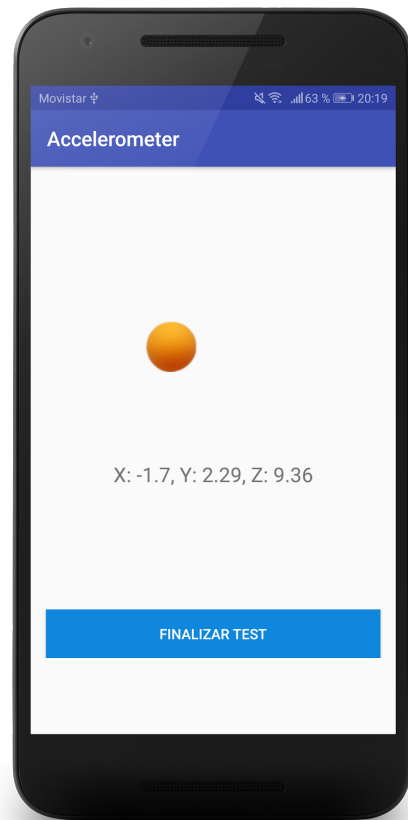 Movistar 63 % 20:19
Accelerometer
X: -1.7, Y: 2.29, Z: 9.36
FINALIZAR TEST